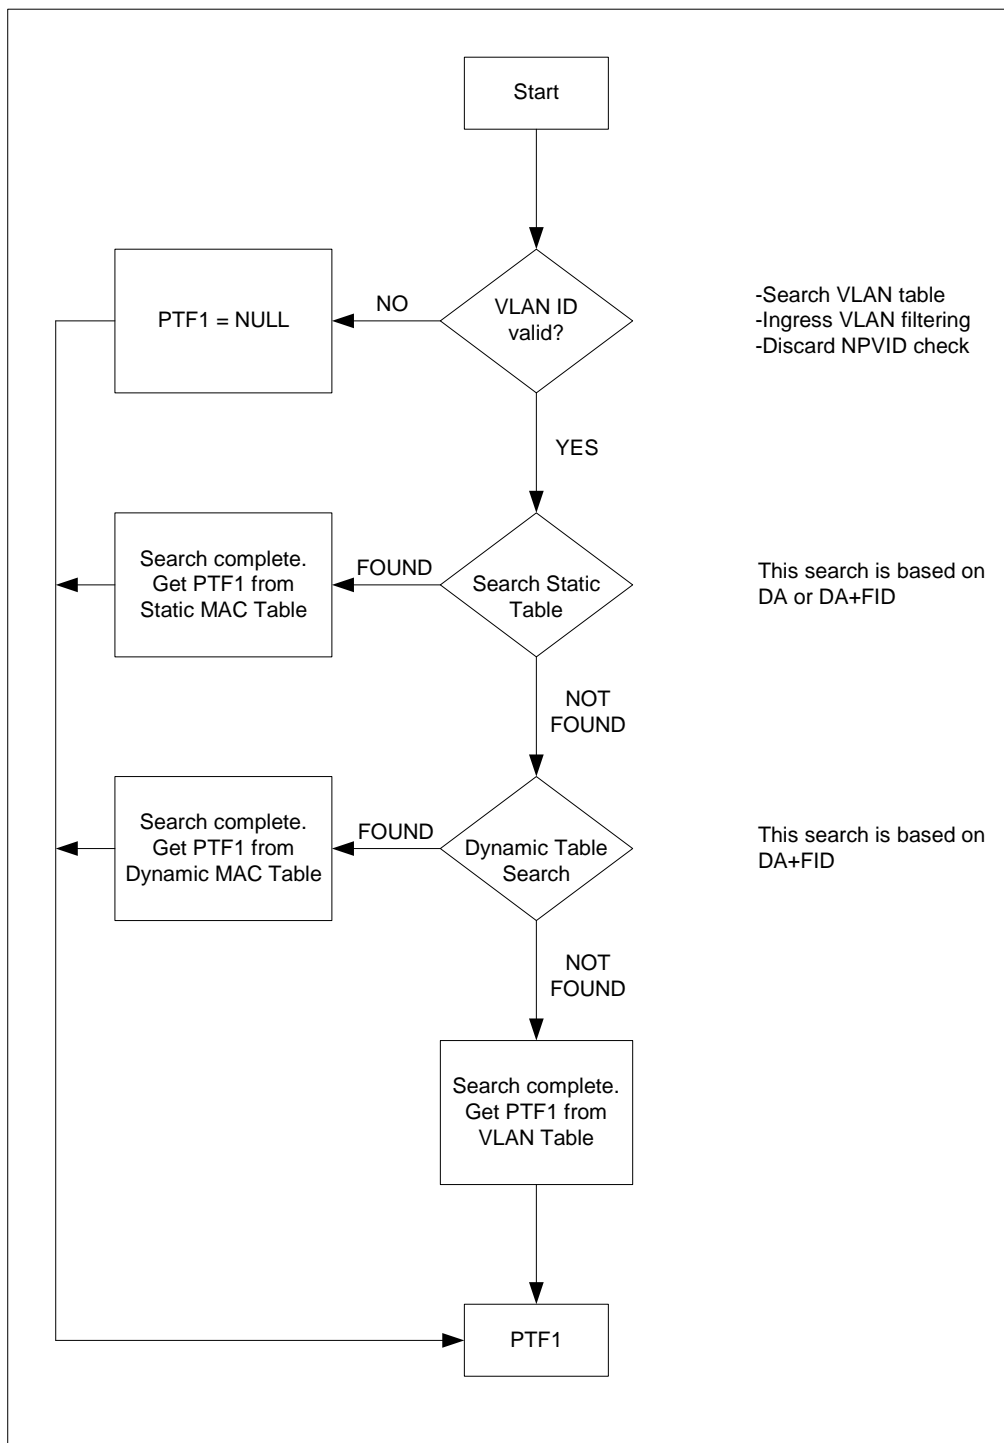 Start
VLAN ID
valid?
NO
PTF1 = NULL
-Search VLAN table
-Ingress VLAN filtering
-Discard NPVID check
YES
Search Static
Table
FOUND
Search complete.
Get PTF1 from
Static MAC Table
This search is based on
DA or DA+FID
NOT
FOUND
Dynamic Table
Search
FOUND
Search complete.
Get PTF1 from
Dynamic MAC Table
This search is based on
DA+FID
NOT
FOUND
Search complete.
Get PTF1 from
VLAN Table
PTF1